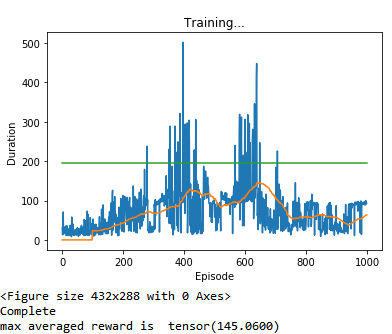 Training...
500
400
300
200
100
0
Duration
0
200
400
600
800
1000
Episode
<Figure size 432x288 with 0 Axes>
Complete
max averaged reward is  tensor(145.0600)